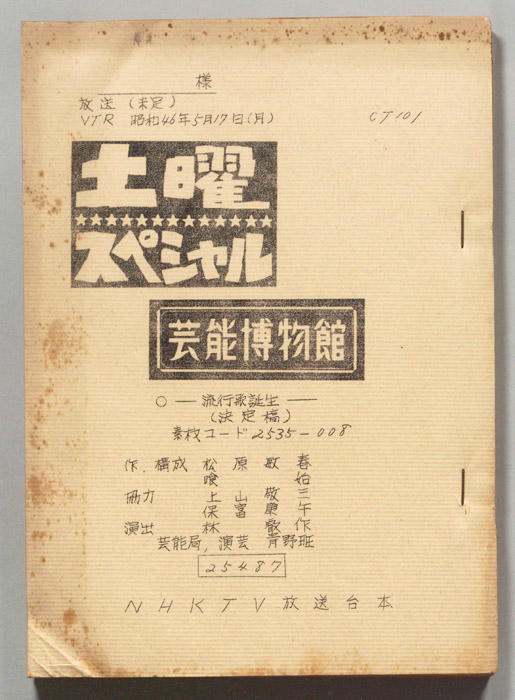 様
放送(未定)
VTR 昭和46年5月17日(月) CT101
土曜
スペシャル
芸能博物館
○ー 流行歌誕生 ー
(決定稿)
素材コード 2535-008
作、構成 松原敏春
喰始
協力 上山敬三
保富康午
演出 林叡作
芸能局、演芸 青野班
25487
NHKTV放送台本